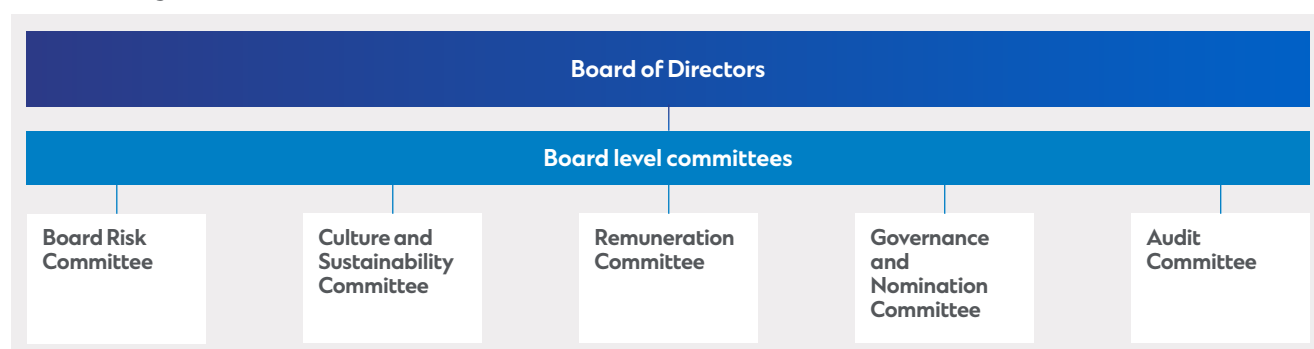 Board of Directors
Board level committees
Board Risk
Committee
Culture and
Sustainability
Committee
Remuneration
Committee
Governance
and
Nomination
Committee
Audit
Committee